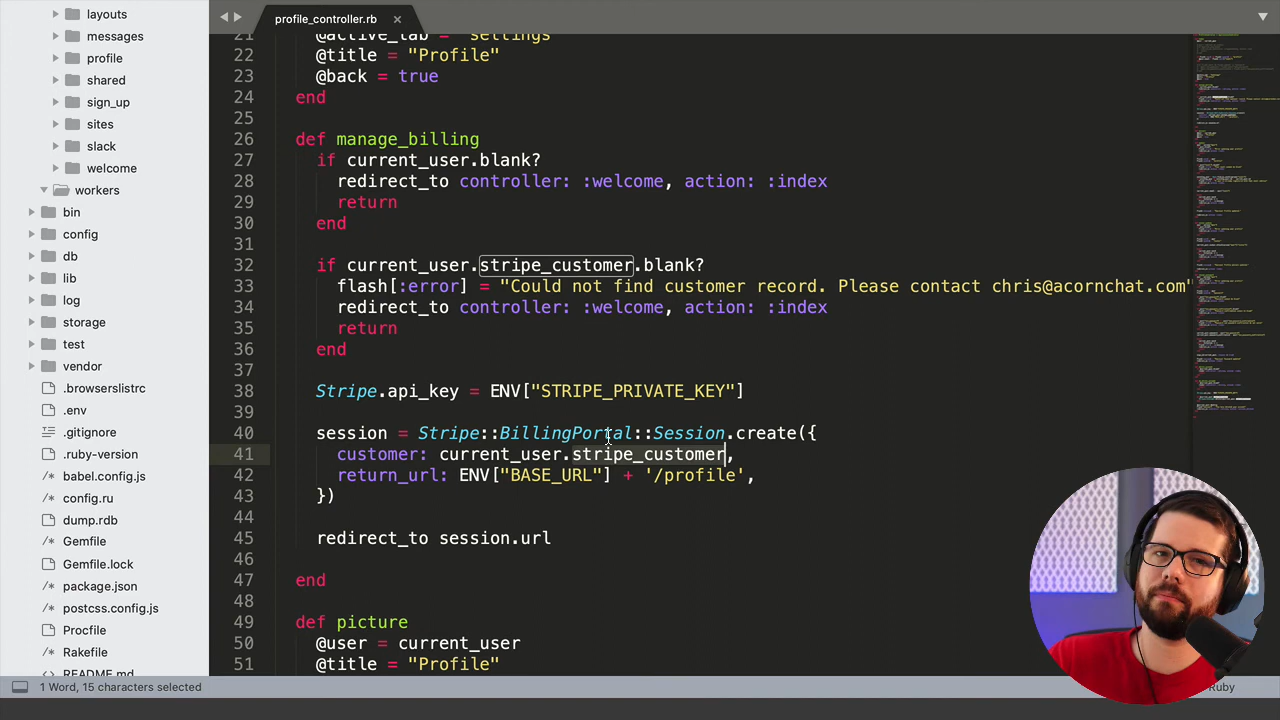 layouts
messages
profile
shared
sign_up
sites
slack
welcome
workers
bin
config
db
lib
log
storage
test
vendor
.browserslistrc
.env
.gitignore
.ruby-version
babel.config.js
config.ru
dump.rdb
Gemfile
Gemfile.lock
package.json
postcss.config.js
Procfile
Rakefile
README.md
profile_controller.rb
21 @active_tab = "settings"
22 @title = "Profile"
23 @back = true
24 end
25
26 def manage_billing
27 if current_user.blank?
28 redirect_to controller: :welcome, action: :index
29 return
30 end
31
32 if current_user.stripe_customer.blank?
33 flash[:error] = "Could not find customer record. Please contact chris@acornchat.com"
34 redirect_to controller: :welcome, action: :index
35 return
36 end
37
38 Stripe.api_key = ENV["STRIPE_PRIVATE_KEY"]
39
40 session = Stripe::BillingPortal::Session.create({
41 customer: current_user.stripe_customer,
42 return_url: ENV["BASE_URL"] + '/profile',
43 })
44
45 redirect_to session.url
46
47 end
48
49 def picture
50 @user = current_user
51 @title = "Profile"
1 Word, 15 characters selected
Ruby